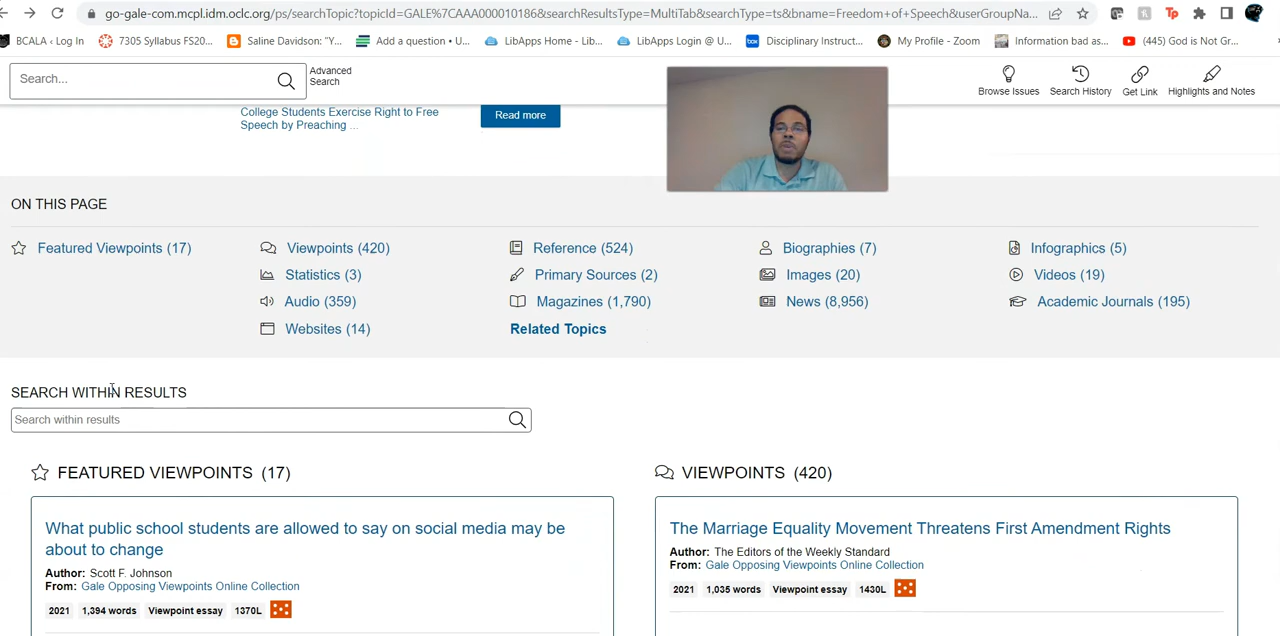 go-gale-com.mcpl.idm.oclc.org/ps/searchTopic?topicId=GALE%7CAAA000010186&searchResultsType=MultiTab&searchType=ts&bname=Freedom+of+Speech&userGroupNa...
BCALA ‹ Log In 7305 Syllabus FS20... Saline Davidson: "Y... Add a question • U... LibApps Home - Lib... LibApps Login @ U... Disciplinary Instruct... My Profile - Zoom Information bad as... (445) God is Not Gr...
Search...
Advanced
Search
Browse Issues Search History Get Link Highlights and Notes
College Students Exercise Right to Free
Speech by Preaching ...
Read more
ON THIS PAGE
Featured Viewpoints (17) Viewpoints (420) Reference (524) Biographies (7) Infographics (5)
Statistics (3) Primary Sources (2) Images (20) Videos (19)
Audio (359) Magazines (1,790) News (8,956) Academic Journals (195)
Websites (14) Related Topics
SEARCH WITHIN RESULTS
Search within results
FEATURED VIEWPOINTS (17)
What public school students are allowed to say on social media may be
about to change
Author: Scott F. Johnson
From: Gale Opposing Viewpoints Online Collection
2021 1,394 words Viewpoint essay 1370L
VIEWPOINTS (420)
The Marriage Equality Movement Threatens First Amendment Rights
Author: The Editors of the Weekly Standard
From: Gale Opposing Viewpoints Online Collection
2021 1,035 words Viewpoint essay 1430L